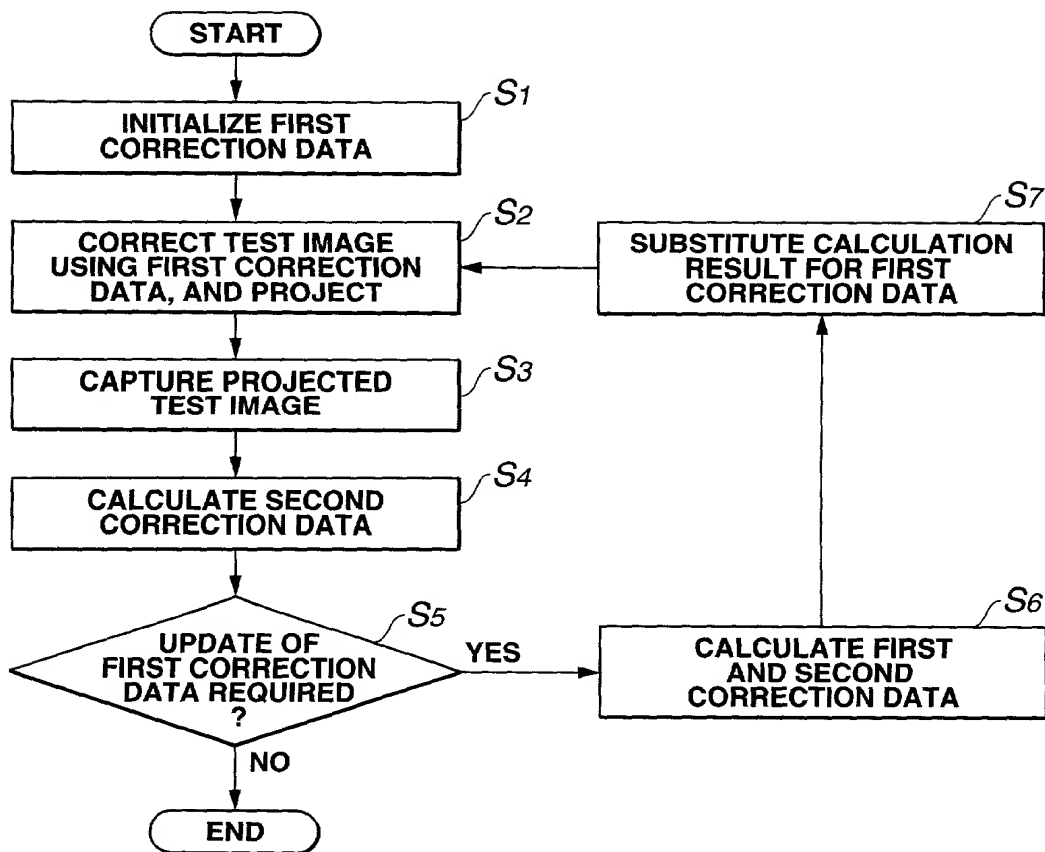 START
S1
INITIALIZE FIRST
CORRECTION DATA
S2
CORRECT TEST IMAGE
USING FIRST CORRECTION
DATA, AND PROJECT
S7
SUBSTITUTE CALCULATION
RESULT FOR FIRST
CORRECTION DATA
S3
CAPTURE PROJECTED
TEST IMAGE
S4
CALCULATE SECOND
CORRECTION DATA
S5
UPDATE OF
FIRST CORRECTION
DATA REQUIRED
?
YES
S6
CALCULATE FIRST
AND SECOND
CORRECTION DATA
NO
END